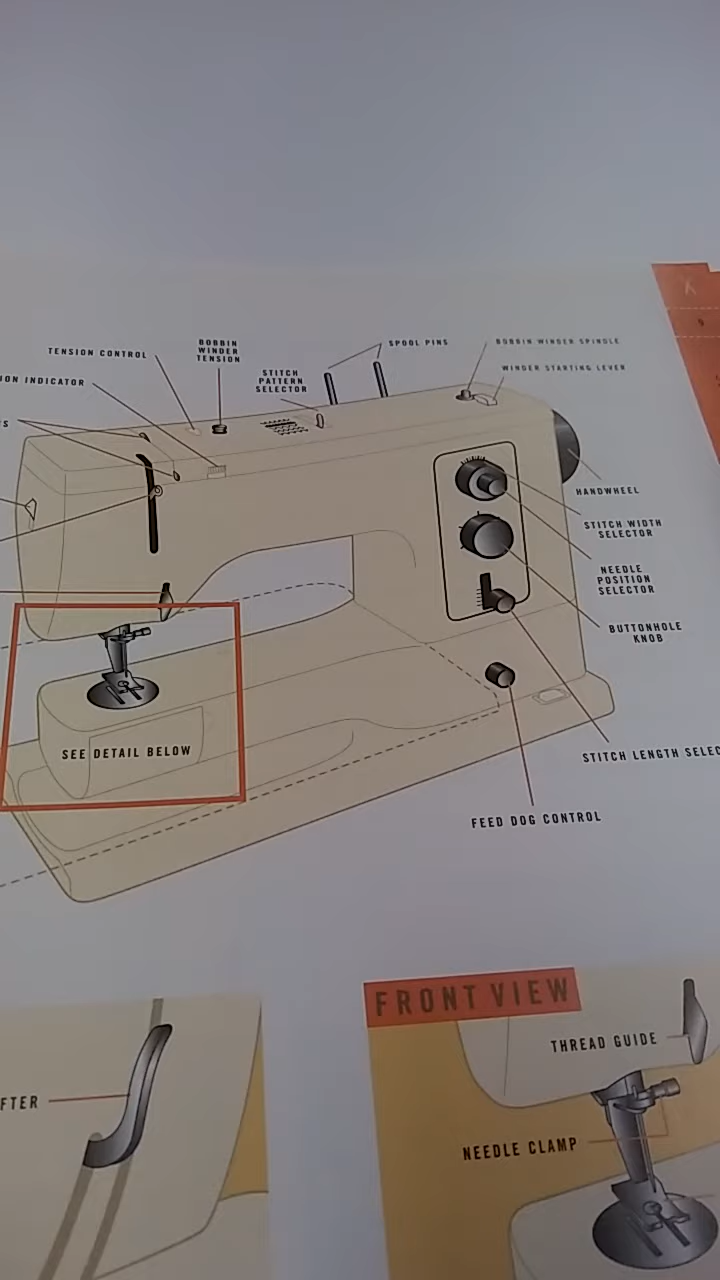 BOBBIN
WINDER
TENSION
SPOOL PINS
BOBBIN WINDER SPINDLE
TENSION CONTROL
WINDER STARTING LEVER
STITCH
PATTERN
SELECTOR
ION INDICATOR
S
HANDWHEEL
STITCH WIDTH
SELECTOR
NEEDLE
POSITION
SELECTOR
BUTTONHOLE
KNOB
SEE DETAIL BELOW
STITCH LENGTH SELEC
FEED DOG CONTROL
FRONT VIEW
THREAD GUIDE
FTER
NEEDLE CLAMP